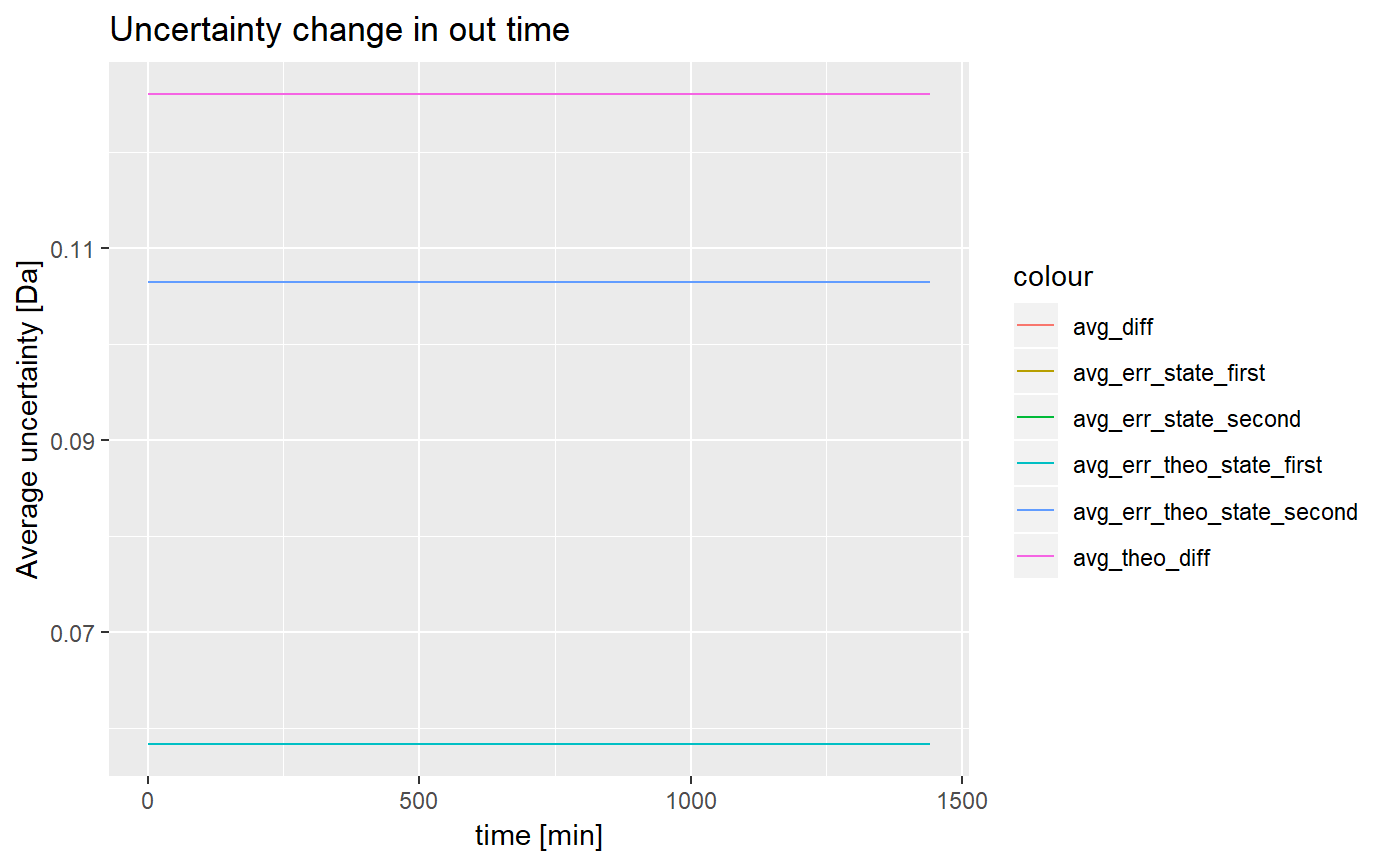 Uncertainty change in out time
Average uncertainty [Da]
0.11
0.09
0.07
0
500
1000
1500
time [min]
colour
avg_diff
avg_err_state_first
avg_err_state_second
avg_err_theo_state_first
avg_err_theo_state_second
avg_theo_diff